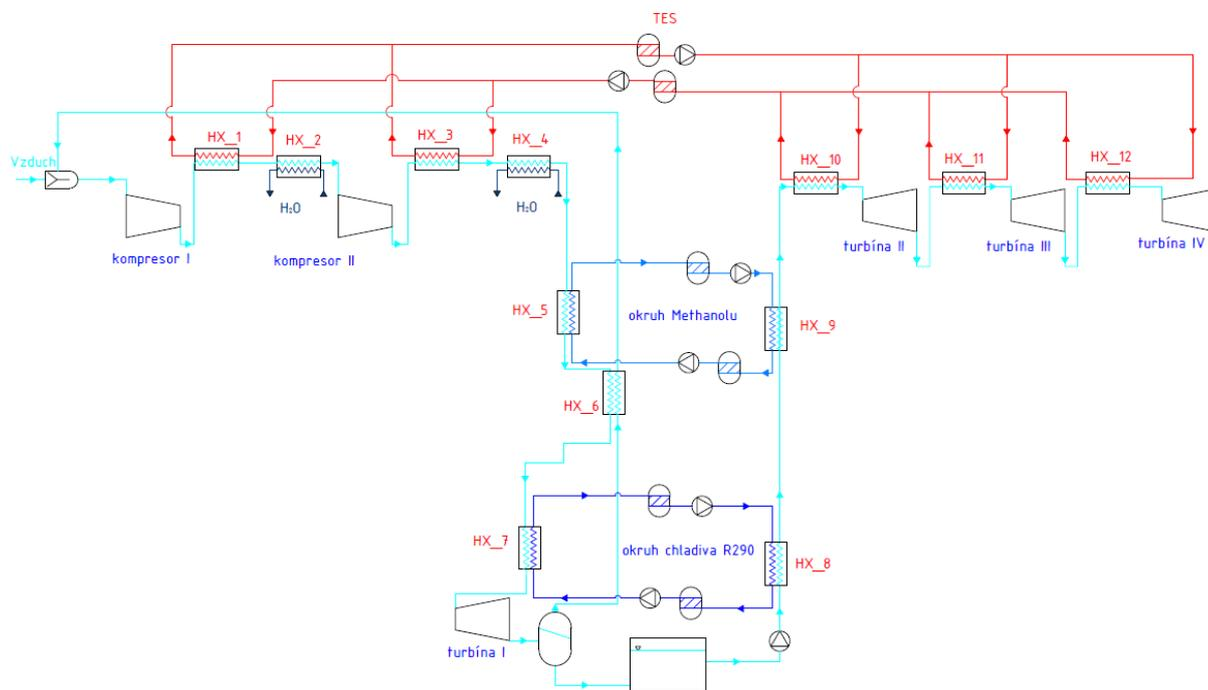 TES
HX_1
HX_2
HX_3
HX_4
HX_10
HX_11
HX_12
Vzduch
H₂O
H₂O
kompresor I
kompresor II
turbína II
turbína III
turbína IV
HX_5
okruh Methanolu
HX_9
HX_6
HX_7
okruh chladiva R290
HX_8
turbína I